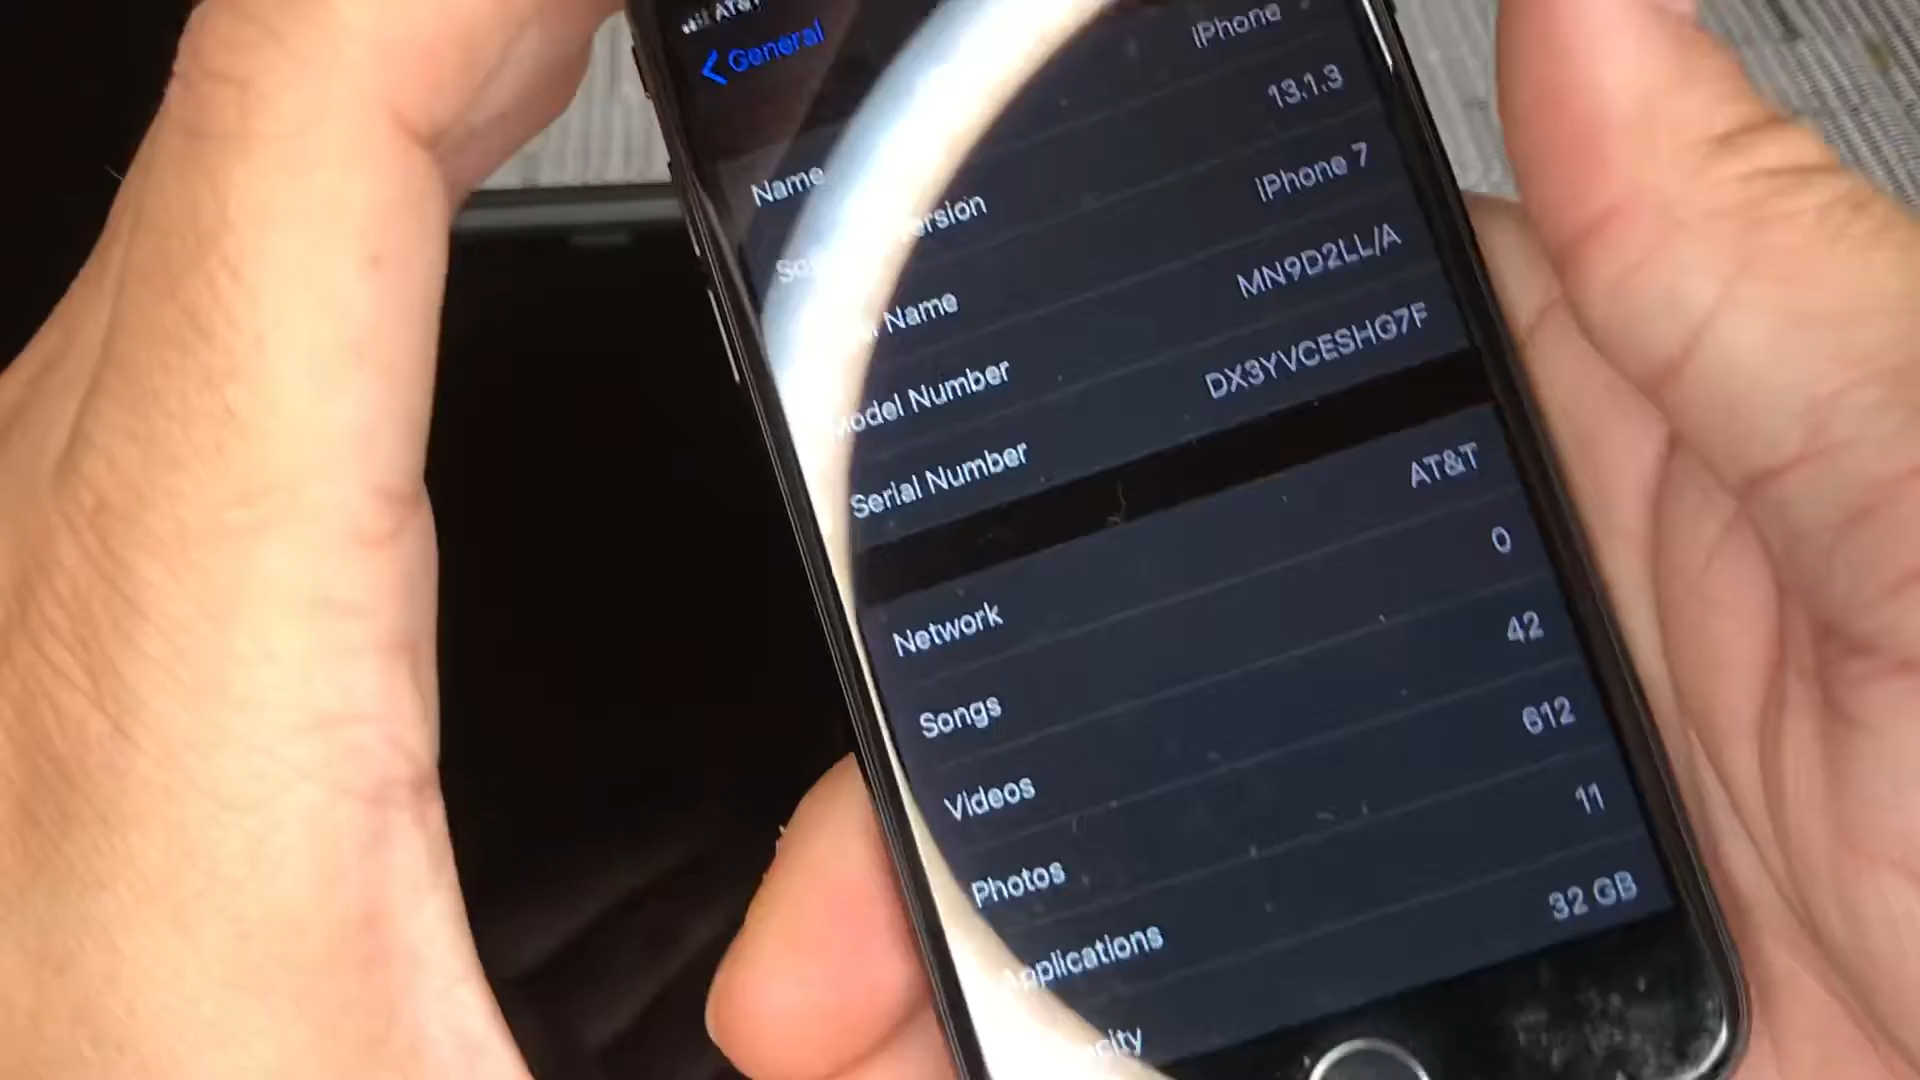 AT&T
General
Name iPhone
ersion 13.1.3
Name iPhone 7
Model Number MN9D2LL/A
Serial Number DX3YVCESHG7F
Network AT&T
Songs 0
Videos 42
Photos 612
Applications 11
city 32 GB